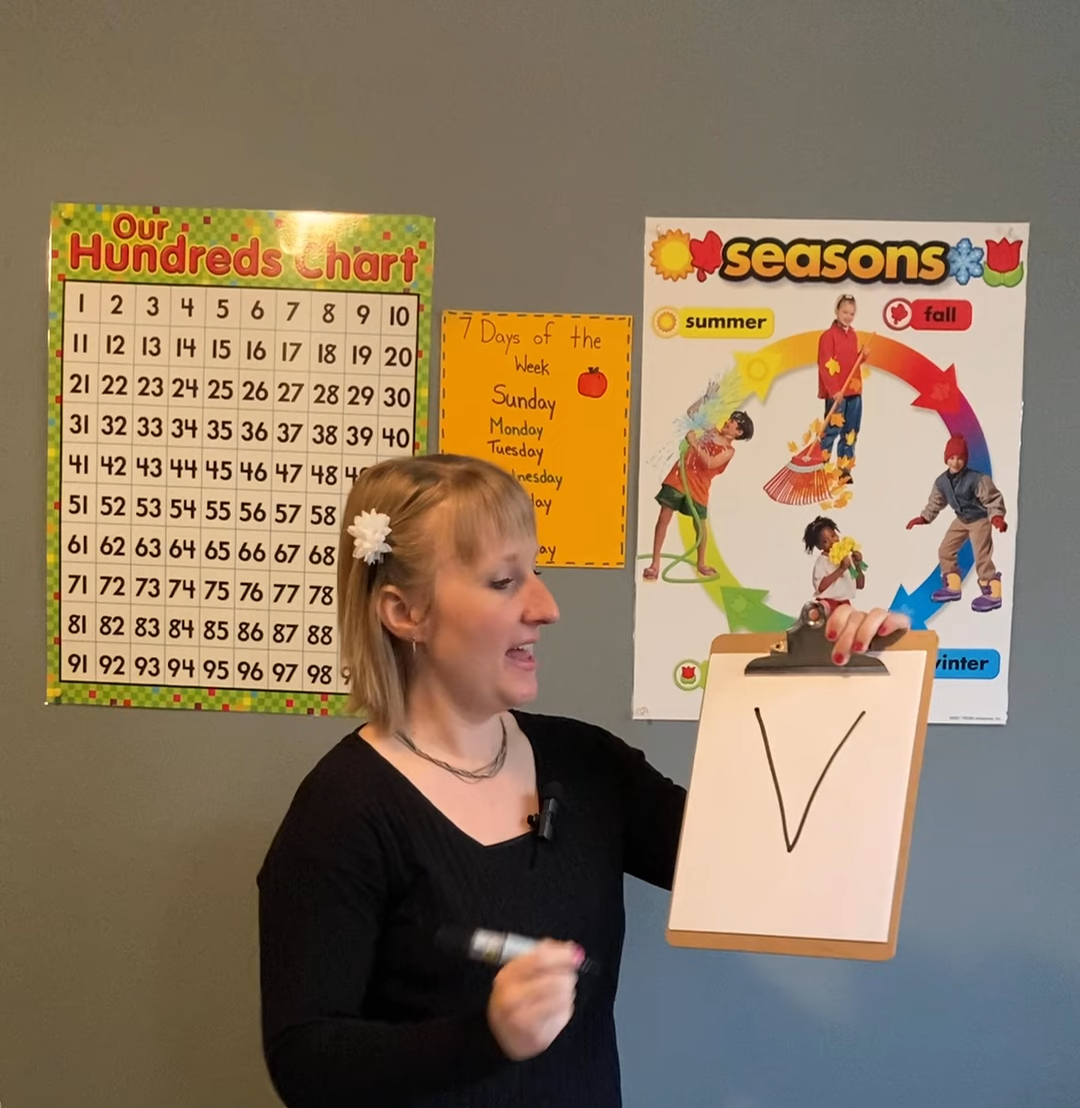 Our
Hundreds Chart
1 2 3 4 5 6 7 8 9 10
11 12 13 14 15 16 17 18 19 20
21 22 23 24 25 26 27 28 29 30
31 32 33 34 35 36 37 38 39 40
41 42 43 44 45 46 47 48
51 52 53 54 55 56 57 58
61 62 63 64 65 66 67 68
71 72 73 74 75 76 77 78
81 82 83 84 85 86 87 88
91 92 93 94 95 96 97 98
7 Days of the
Week
Sunday
Monday
Tuesday
nesday
day
ay
seasons
summer
fall
winter
V